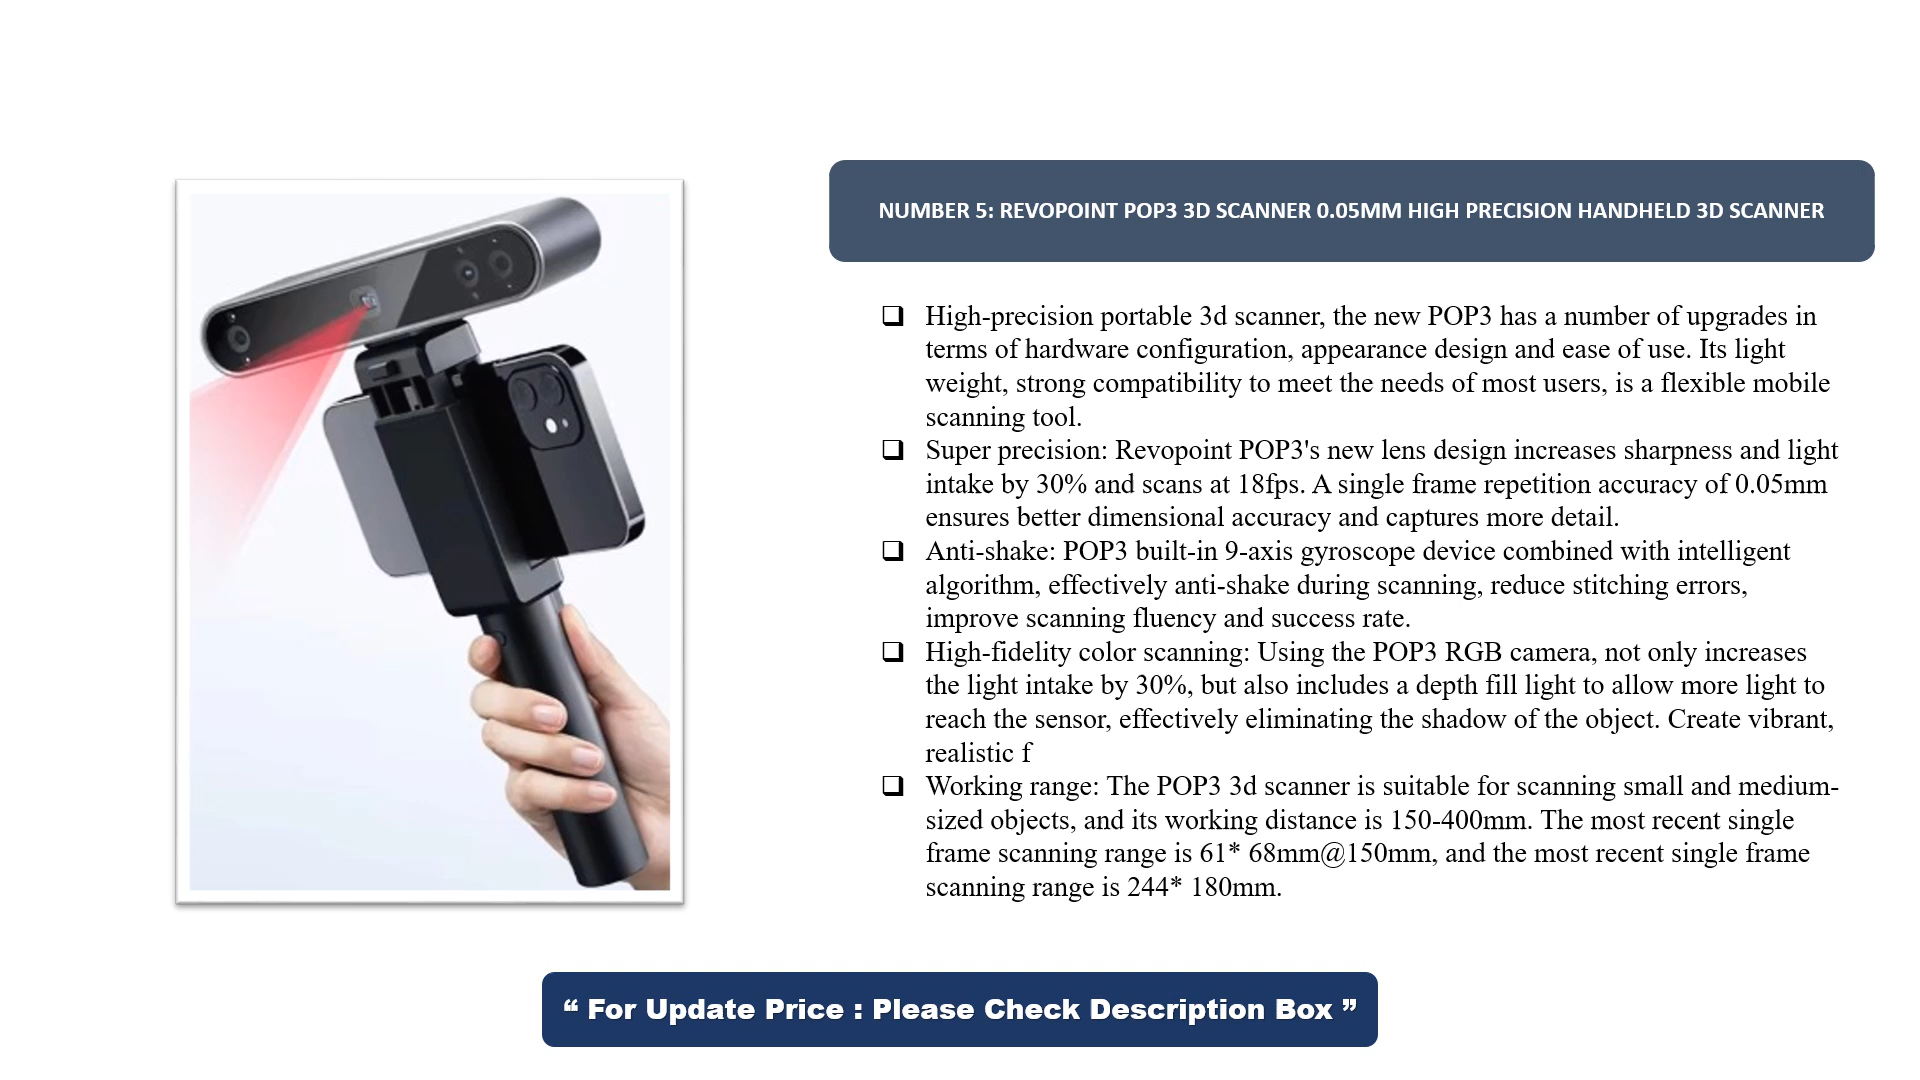 NUMBER 5: REVOPOINT POP3 3D SCANNER 0.05MM HIGH PRECISION HANDHELD 3D SCANNER
❑ High-precision portable 3d scanner, the new POP3 has a number of upgrades in
terms of hardware configuration, appearance design and ease of use. Its light
weight, strong compatibility to meet the needs of most users, is a flexible mobile
scanning tool.
❑ Super precision: Revopoint POP3's new lens design increases sharpness and light
intake by 30% and scans at 18fps. A single frame repetition accuracy of 0.05mm
ensures better dimensional accuracy and captures more detail.
❑ Anti-shake: POP3 built-in 9-axis gyroscope device combined with intelligent
algorithm, effectively anti-shake during scanning, reduce stitching errors,
improve scanning fluency and success rate.
❑ High-fidelity color scanning: Using the POP3 RGB camera, not only increases
the light intake by 30%, but also includes a depth fill light to allow more light to
reach the sensor, effectively eliminating the shadow of the object. Create vibrant,
realistic f
❑ Working range: The POP3 3d scanner is suitable for scanning small and medium-
sized objects, and its working distance is 150-400mm. The most recent single
frame scanning range is 61* 68mm@150mm, and the most recent single frame
scanning range is 244* 180mm.
“ For Update Price : Please Check Description Box ”